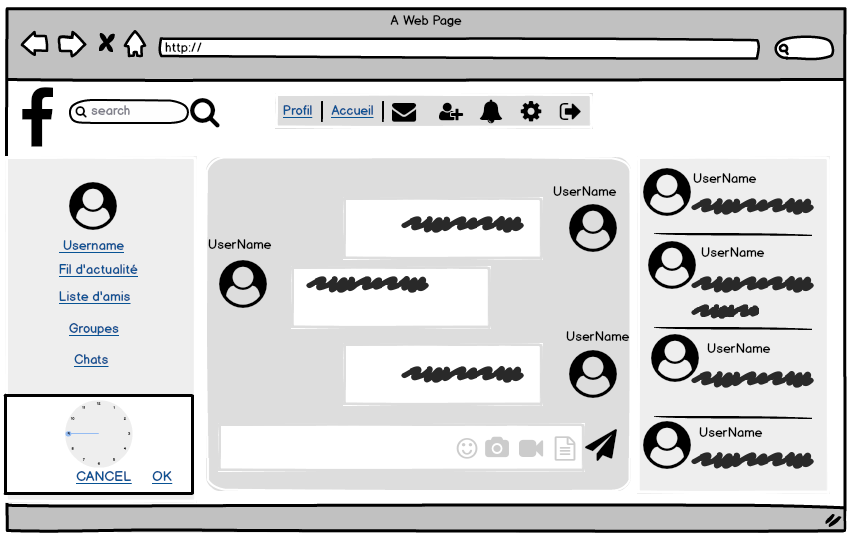 A Web Page
http://
f
search
Profil
Accueil
Username
Fil d'actualité
Liste d'amis
Groupes
Chats
CANCEL
OK
UserName
UserName
UserName
UserName
UserName
UserName
UserName